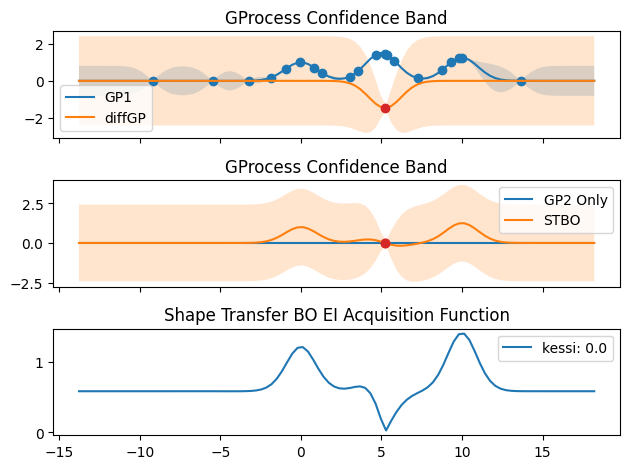 GProcess Confidence Band
2
0
−2
GP1
diffGP
GProcess Confidence Band
2.5
0.0
−2.5
GP2 Only
STBO
Shape Transfer BO EI Acquisition Function
1
0
kessi: 0.0
−15
−10
−5
0
5
10
15